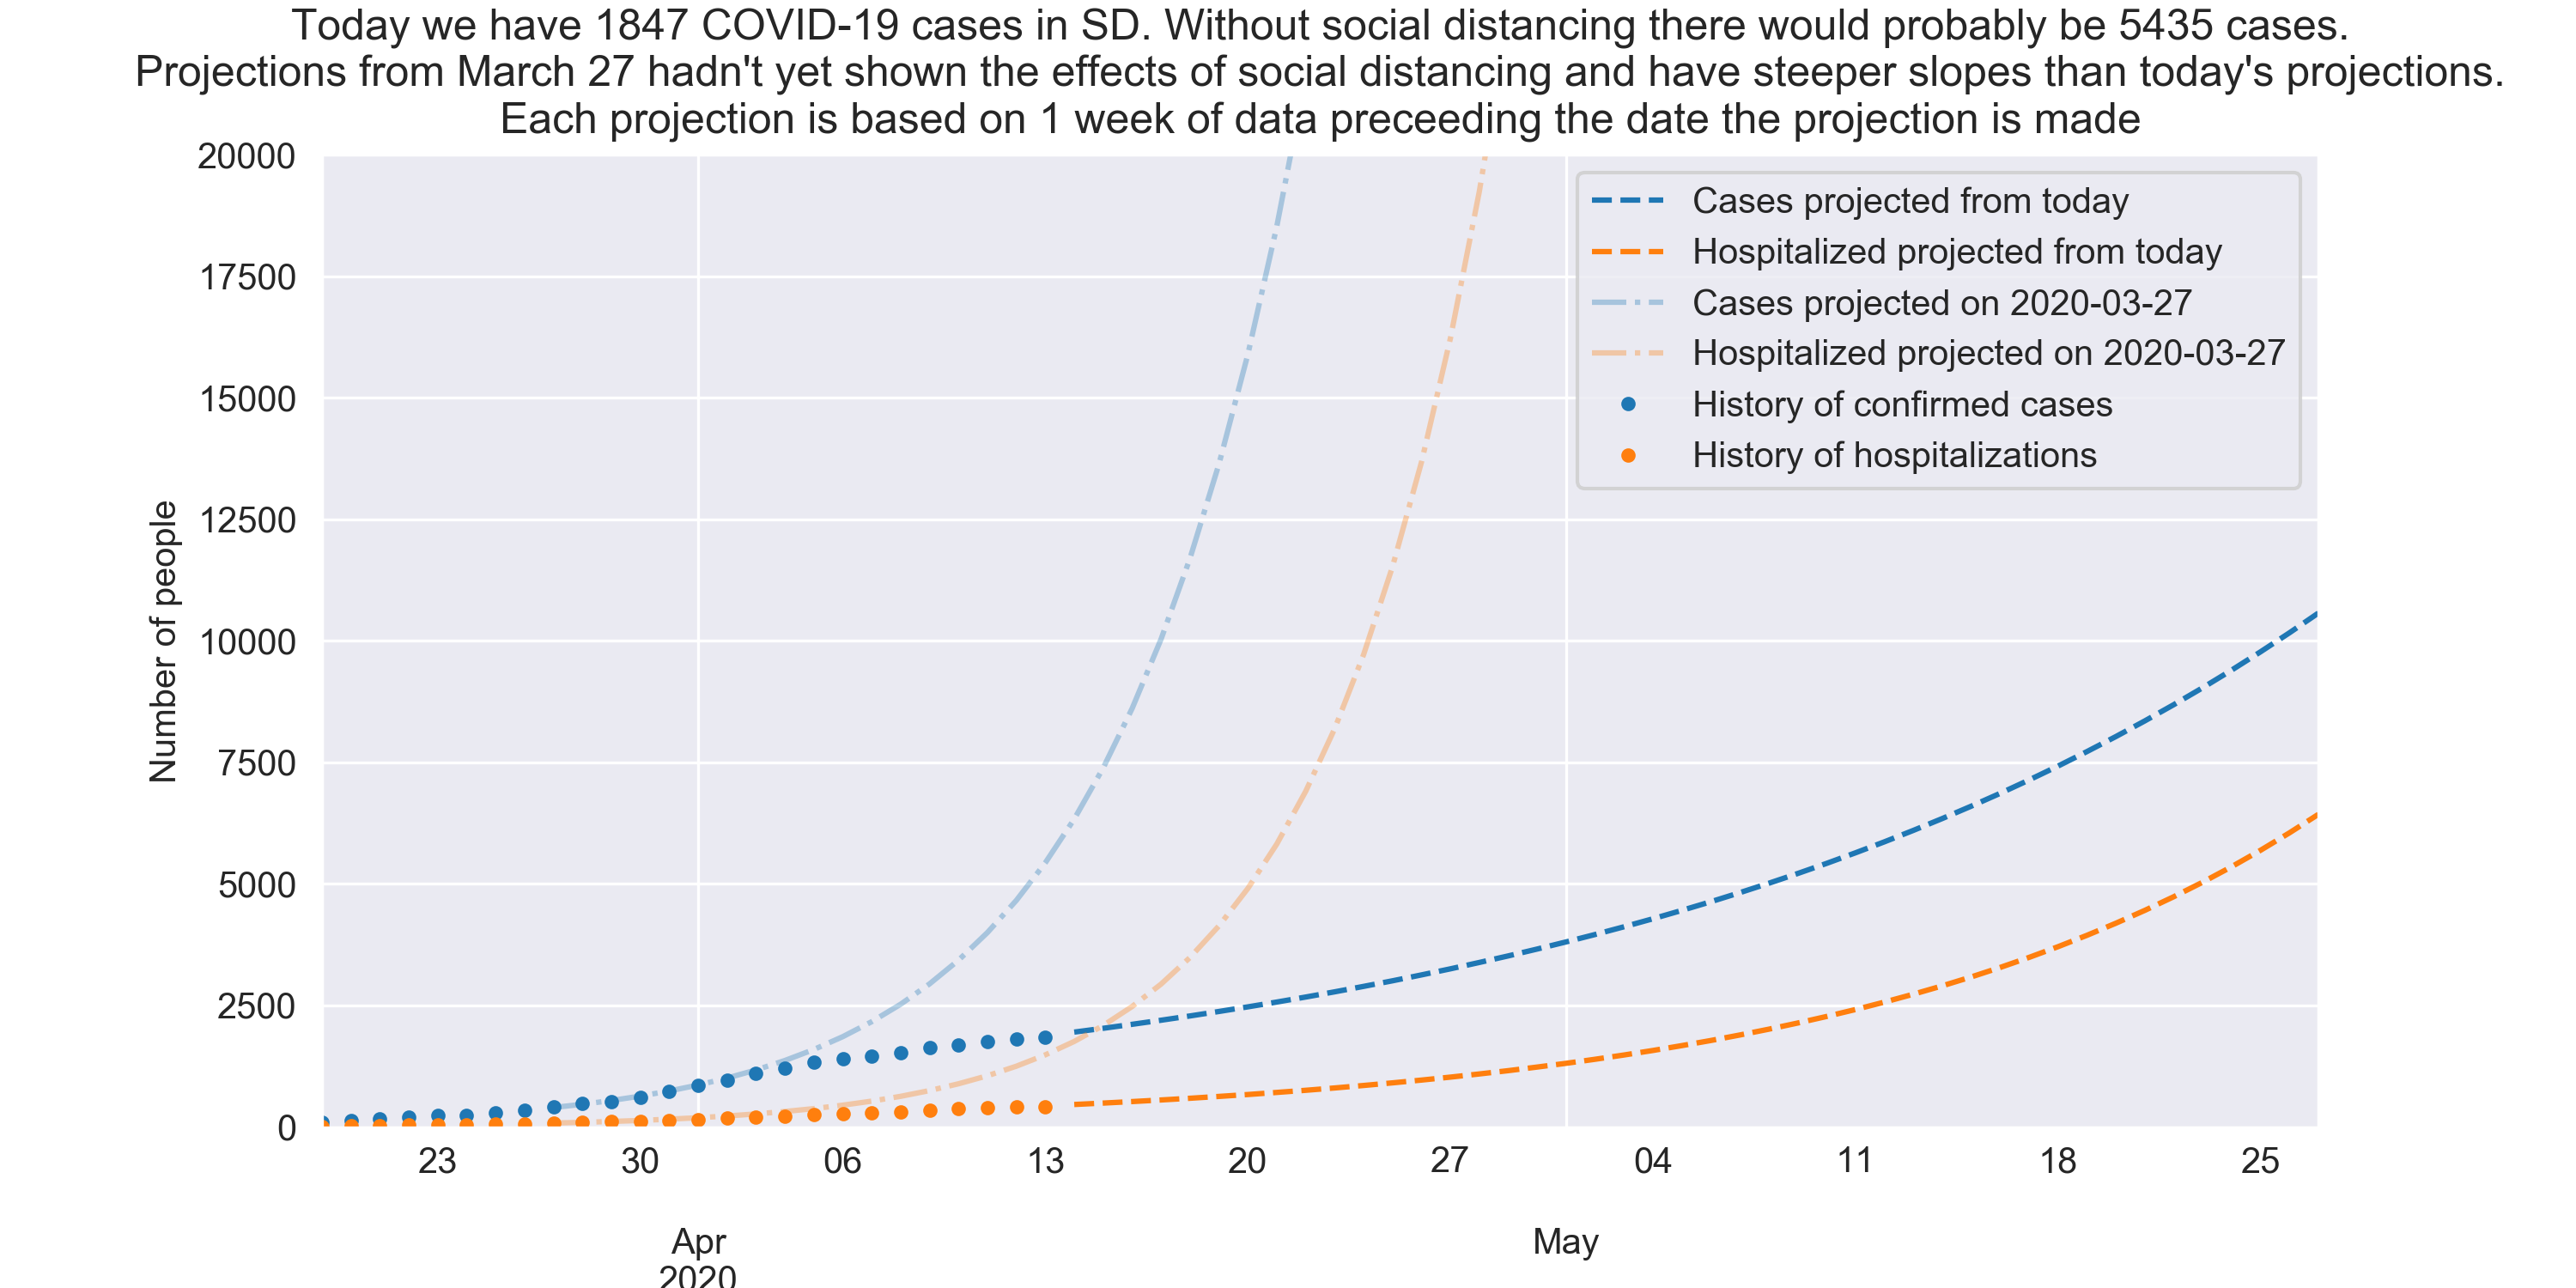 Today we have 1847 COVID-19 cases in SD. Without social distancing there would probably be 5435 cases.
Projections from March 27 hadn't yet shown the effects of social distancing and have steeper slopes than today's projections.
Each projection is based on 1 week of data preceeding the date the projection is made
20000
17500
15000
12500
10000
7500
5000
2500
0
Number of people
Cases projected from today
Hospitalized projected from today
Cases projected on 2020-03-27
Hospitalized projected on 2020-03-27
History of confirmed cases
History of hospitalizations
23 30 06 13 20 27 04 11 18 25
Apr May
2020